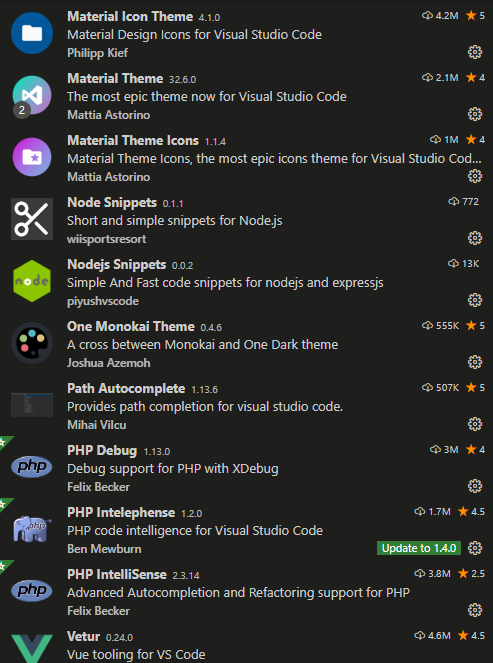 Material Icon Theme 4.1.0 4.2M 5
Material Design Icons for Visual Studio Code
Philipp Kief
Material Theme 32.6.0 2.1M 4
2
The most epic theme now for Visual Studio Code
Mattia Astorino
Material Theme Icons 1.1.4 1M 4
Material Theme Icons, the most epic icons theme for Visual Studio Cod...
Mattia Astorino
Node Snippets 0.1.1 772
Short and simple snippets for Node.js
wiisportsresort
Nodejs Snippets 0.0.2 13K
node
Simple And Fast code snippets for nodejs and expressjs
piyushvscode
One Monokai Theme 0.4.6 555K 5
A cross between Monokai and One Dark theme
Joshua Azemoh
Path Autocomplete 1.13.6 507K 5
Provides path completion for visual studio code.
Mihai Vilcu
PHP Debug 1.13.0 3M 4
php
Debug support for PHP with XDebug
Felix Becker
PHP Intelephense 1.2.0 1.7M 4.5
php
PHP code intelligence for Visual Studio Code
Ben Mewburn Update to 1.4.0
PHP IntelliSense 2.3.14 3.8M 2.5
php
Advanced Autocompletion and Refactoring support for PHP
Felix Becker
Vetur 0.24.0 4.6M 4.5
Vue tooling for VS Code